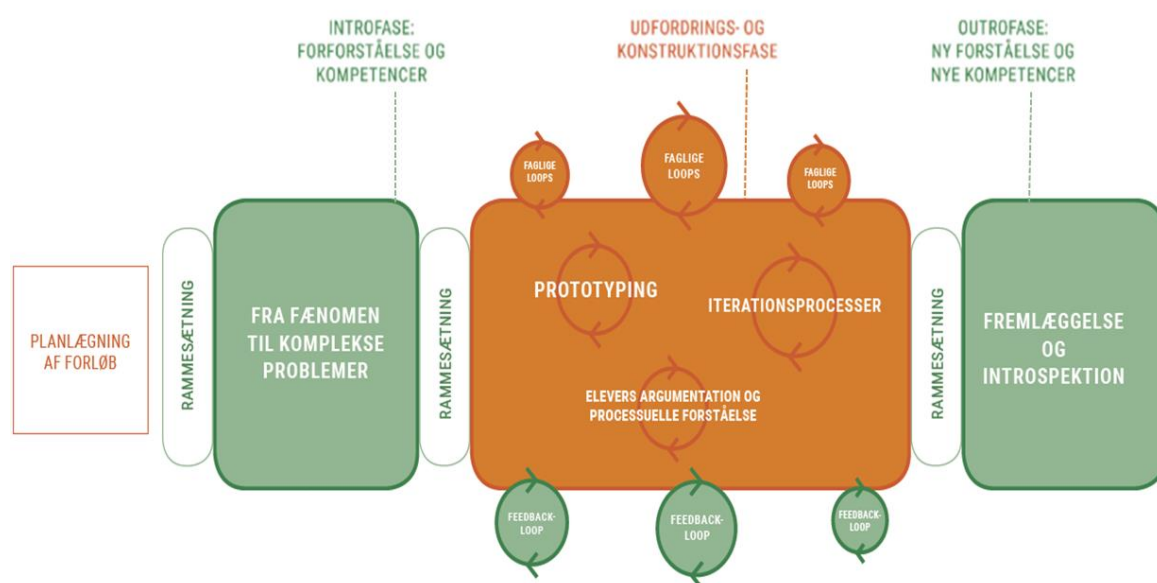 INTROFASE:
FORFORSTÅELSE OG
KOMPETENCER
UDFORDRINGS- OG
KONSTRUKTIONSFASE
OUTROFASE:
NY FORSTÅELSE OG
NYE KOMPETENCER
FAGLIGE
LOOPS
FAGLIGE
LOOPS
FAGLIGE
LOOPS
PLANLÆGNING
AF FORLØB
RAMMESÆTNING
FRA FÆNOMEN
TIL KOMPLEKSE
PROBLEMER
RAMMESÆTNING
PROTOTYPING
ITERATIONSPROCESSER
ELEVERS ARGUMENTATION OG
PROCESSUELLE FORSTÅELSE
RAMMESÆTNING
FREMLÆGGELSE
OG
INTROSPEKTION
FEEDBACK-
LOOP
FEEDBACK-
LOOP
FEEDBACK-
LOOP